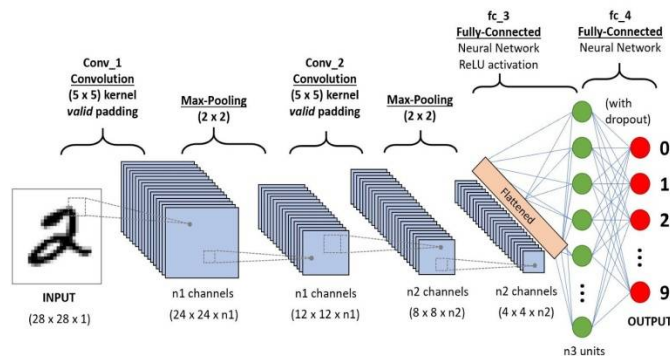 fc_3
Fully-Connected
Neural Network
ReLU activation
fc_4
Fully-Connected
Neural Network
Conv_1
Convolution
(5 x 5) kernel
valid padding
Max-Pooling
(2 x 2)
Conv_2
Convolution
(5 x 5) kernel
valid padding
Max-Pooling
(2 x 2)
(with
dropout)
Flattened
0
1
2
9
2
INPUT
(28 x 28 x 1)
n1 channels
(24 x 24 x n1)
n1 channels
(12 x 12 x n1)
n2 channels
(8 x 8 x n2)
n2 channels
(4 x 4 x n2)
n3 units
OUTPUT